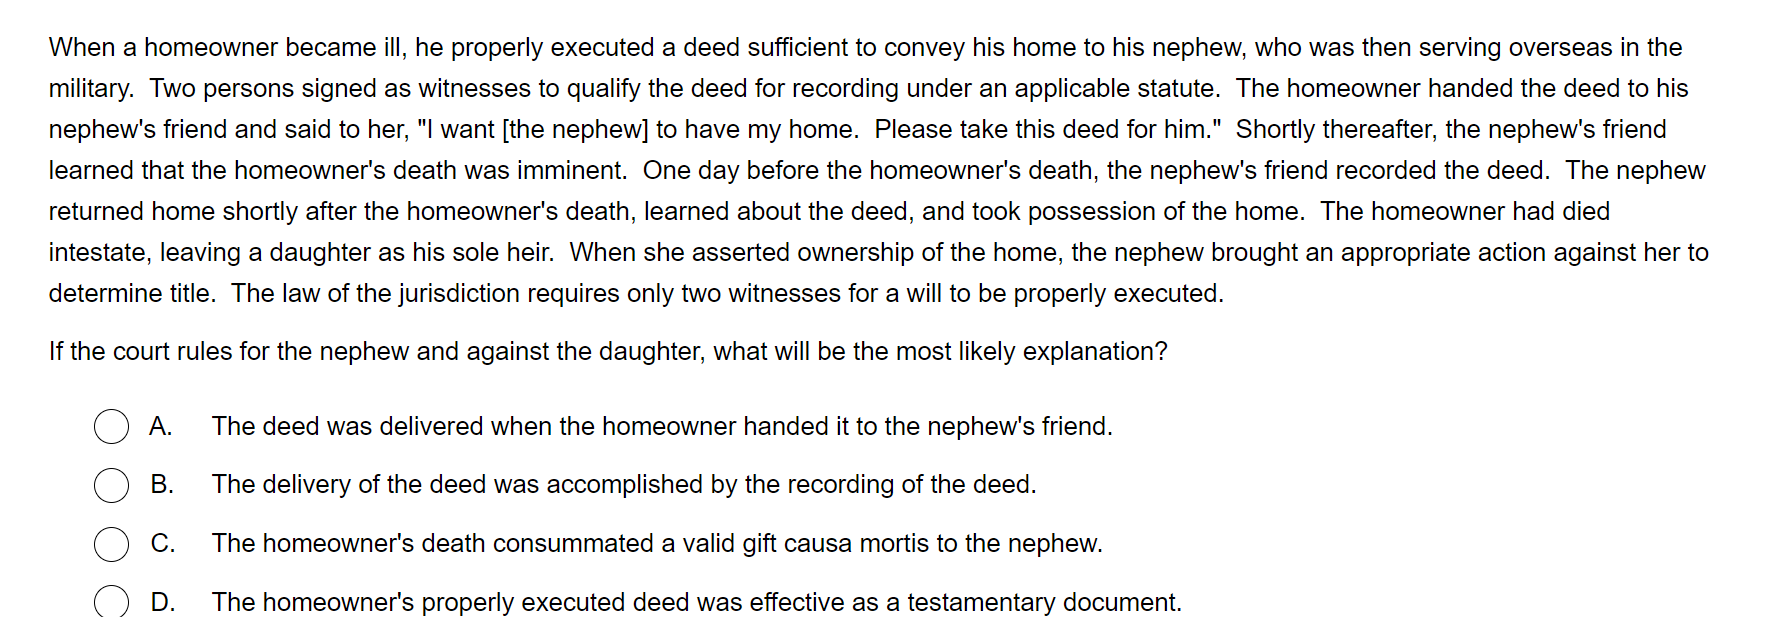 When a homeowner became ill, he properly executed a deed sufficient to convey his home to his nephew, who was then serving overseas in the
military.  Two persons signed as witnesses to qualify the deed for recording under an applicable statute.  The homeowner handed the deed to his
nephew's friend and said to her, "I want [the nephew] to have my home.  Please take this deed for him."  Shortly thereafter, the nephew's friend
learned that the homeowner's death was imminent.  One day before the homeowner's death, the nephew's friend recorded the deed.  The nephew
returned home shortly after the homeowner's death, learned about the deed, and took possession of the home.  The homeowner had died
intestate, leaving a daughter as his sole heir.  When she asserted ownership of the home, the nephew brought an appropriate action against her to
determine title.  The law of the jurisdiction requires only two witnesses for a will to be properly executed.
If the court rules for the nephew and against the daughter, what will be the most likely explanation?
A. The deed was delivered when the homeowner handed it to the nephew's friend.
B. The delivery of the deed was accomplished by the recording of the deed.
C. The homeowner's death consummated a valid gift causa mortis to the nephew.
D. The homeowner's properly executed deed was effective as a testamentary document.